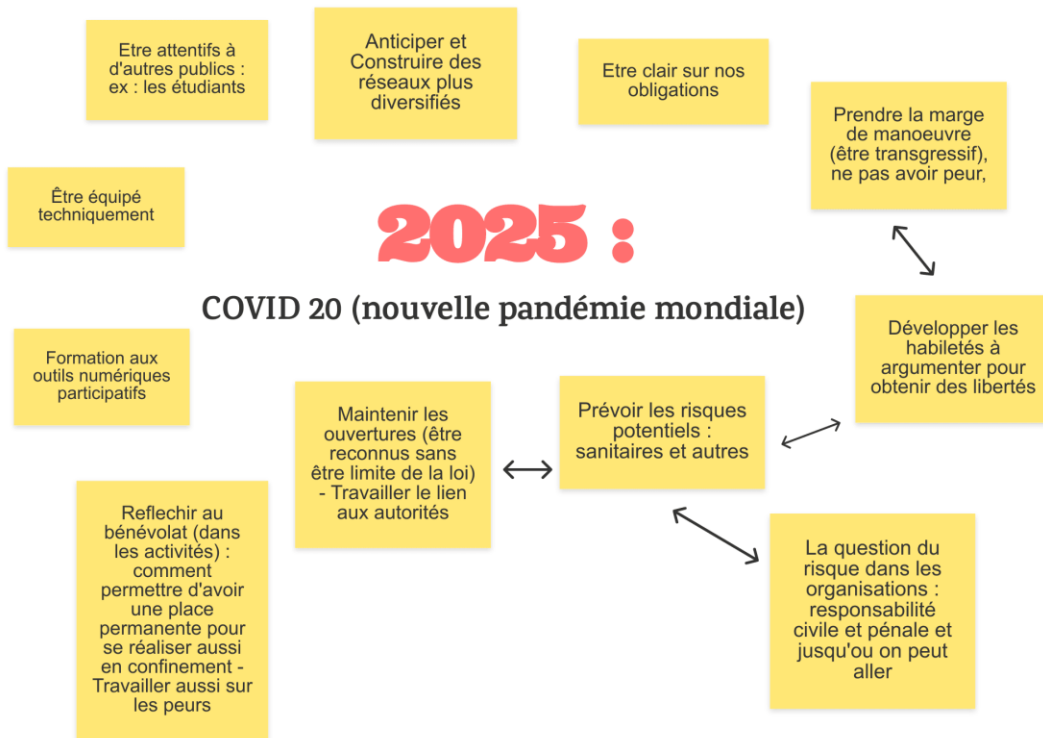 Etre attentifs à
d'autres publics :
ex : les étudiants
Anticiper et
Construire des
réseaux plus
diversifiés
Etre clair sur nos
obligations
Prendre la marge
de manoeuvre
(être transgressif),
ne pas avoir peur,
Être équipé
techniquement
2025 :
COVID 20 (nouvelle pandémie mondiale)
Développer les
habiletés à
argumenter pour
obtenir des libertés
Formation aux
outils numériques
participatifs
Maintenir les
ouvertures (être
reconnus sans
être limite de la loi)
- Travailler le lien
aux autorités
Prévoir les risques
potentiels :
sanitaires et autres
Reflechir au
bénévolat (dans
les activités) :
comment
permettre d'avoir
une place
permanente pour
se réaliser aussi
en confinement -
Travailler aussi sur
les peurs
La question du
risque dans les
organisations :
responsabilité
civile et pénale et
jusqu'ou on peut
aller